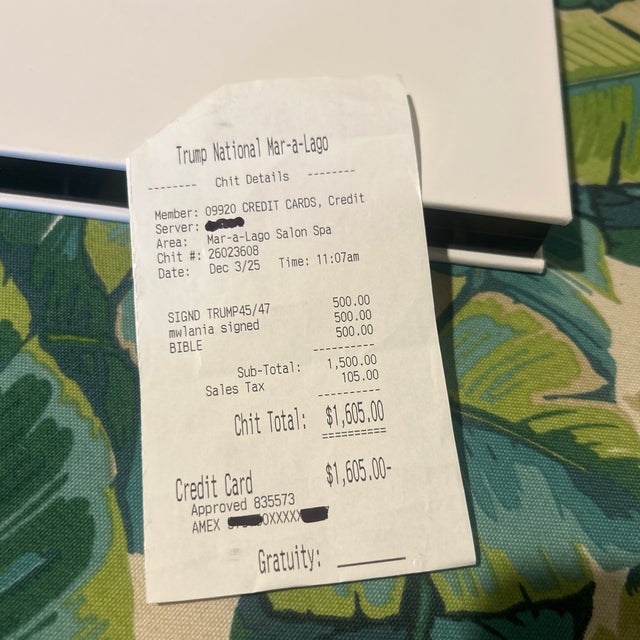 Trump National Mar-a-Lago
-------- Chit Details --------
Member: 09920 CREDIT CARDS, Credit
Server:
Area: Mar-a-Lago Salon Spa
Chit #: 26023608
Date: Dec 3/25 Time: 11:07am
SIGND TRUMP45/47 500.00
mwlania signed 500.00
BIBLE 500.00
----------
Sub-Total: 1,500.00
Sales Tax 105.00
----------
Chit Total: $1,605.00
==========
Credit Card $1,605.00-
Approved 835573
AMEX 0XXXX
Gratuity: ________